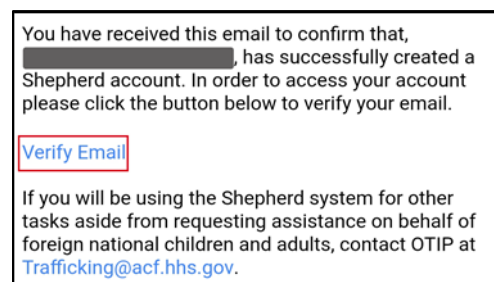 You have received this email to confirm that,
, has successfully created a
Shepherd account. In order to access your account
please click the button below to verify your email.
Verify Email
If you will be using the Shepherd system for other
tasks aside from requesting assistance on behalf of
foreign national children and adults, contact OTIP at
Trafficking@acf.hhs.gov.